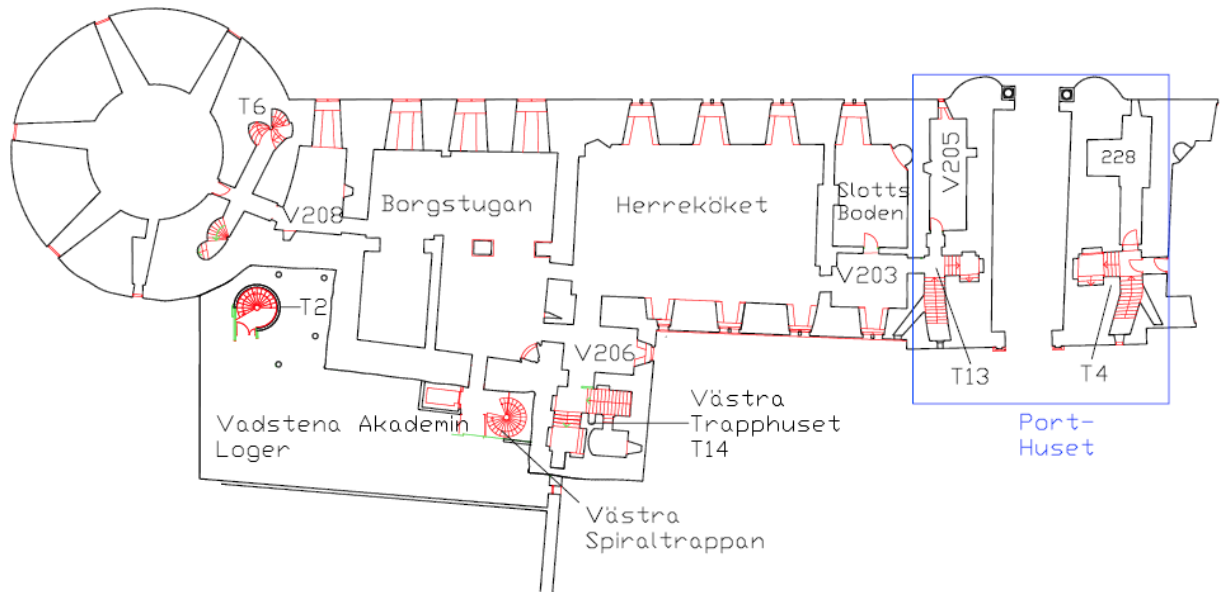 T6
V205
228
V208
Borgstugan
Herreköket
Slotts
Boden
V203
T2
V206
T13
T4
Västra
Trapphuset
T14
Vadstena Akademin
Loger
Port-
Huset
Västra
Spiraltrappan